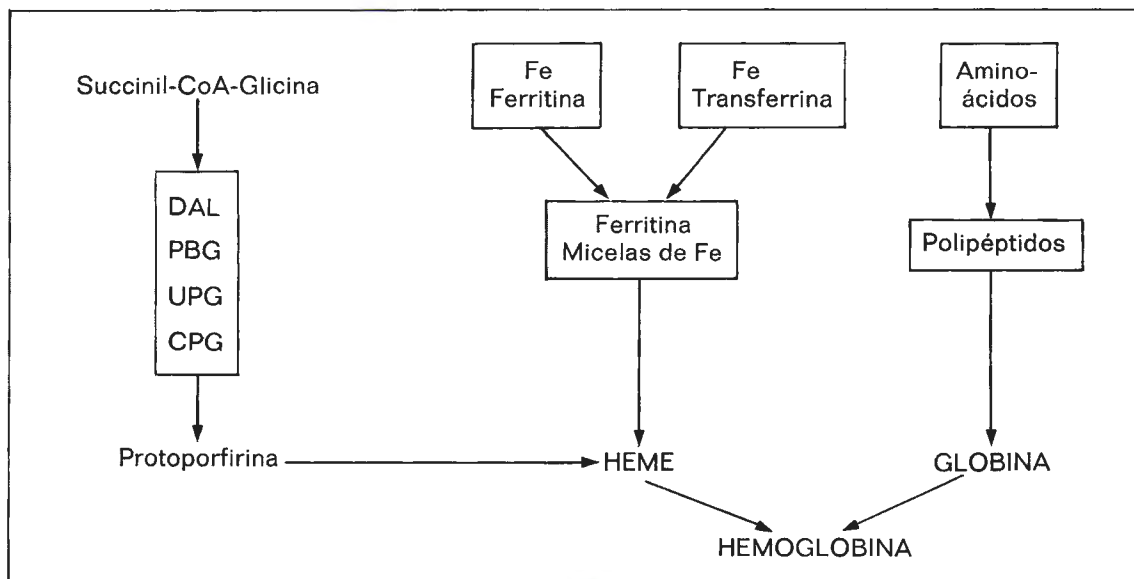 Succinil-CoA-Glicina
DAL
PBG
UPG
CPG
Protoporfirina
Fe
Ferritina
Fe
Transferrina
Ferritina
Micelas de Fe
HEME
Amino-
ácidos
Polipéptidos
GLOBINA
HEMOGLOBINA